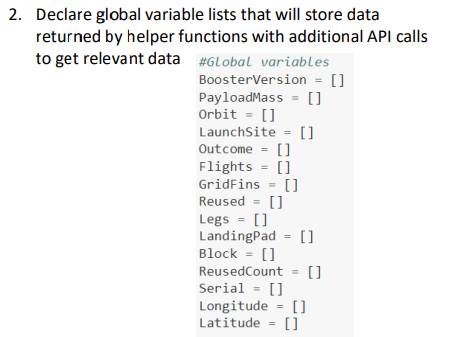 2. Declare global variable lists that will store data
returned by helper functions with additional API calls
to get relevant data
#Global variables
BoosterVersion = []
PayloadMass = []
Orbit = []
LaunchSite = []
Outcome = []
Flights = []
GridFins = []
Reused = []
Legs = []
LandingPad = []
Block = []
ReusedCount = []
Serial = []
Longitude = []
Latitude = []